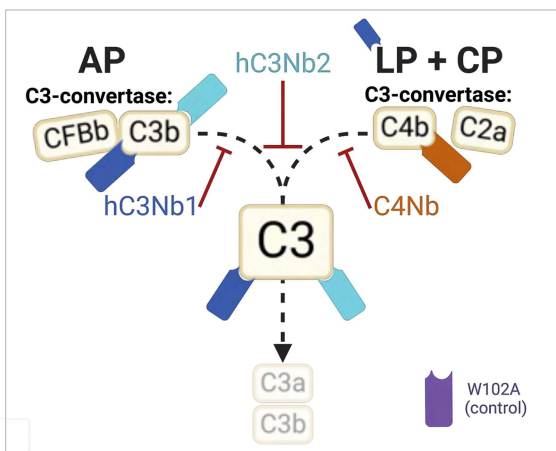 AP
hC3Nb2
LP + CP
C3-convertase:
C3-convertase:
CFBb
C3b
C4b
C2a
hC3Nb1
C4Nb
C3
C3a
C3b
W102A
(control)